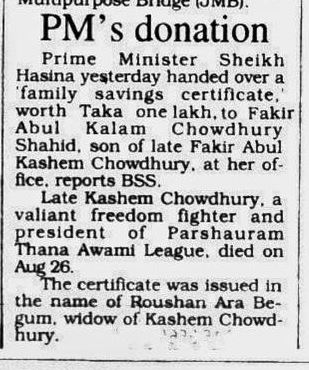 Multipurpose Bridge (JMB).
PM's donation
Prime Minister Sheikh
Hasina yesterday handed over a
'family savings certificate,'
worth Taka one lakh, to Fakir
Abul Kalam Chowdhury
Shahid, son of late Fakir Abul
Kashem Chowdhury, at her of-
fice, reports BSS.
Late Kashem Chowdhury, a
valiant freedom fighter and
president of Parshauram
Thana Awami League, died on
Aug 26.
The certificate was issued in
the name of Roushan Ara Be-
gum, widow of Kashem Chowd-
hury.